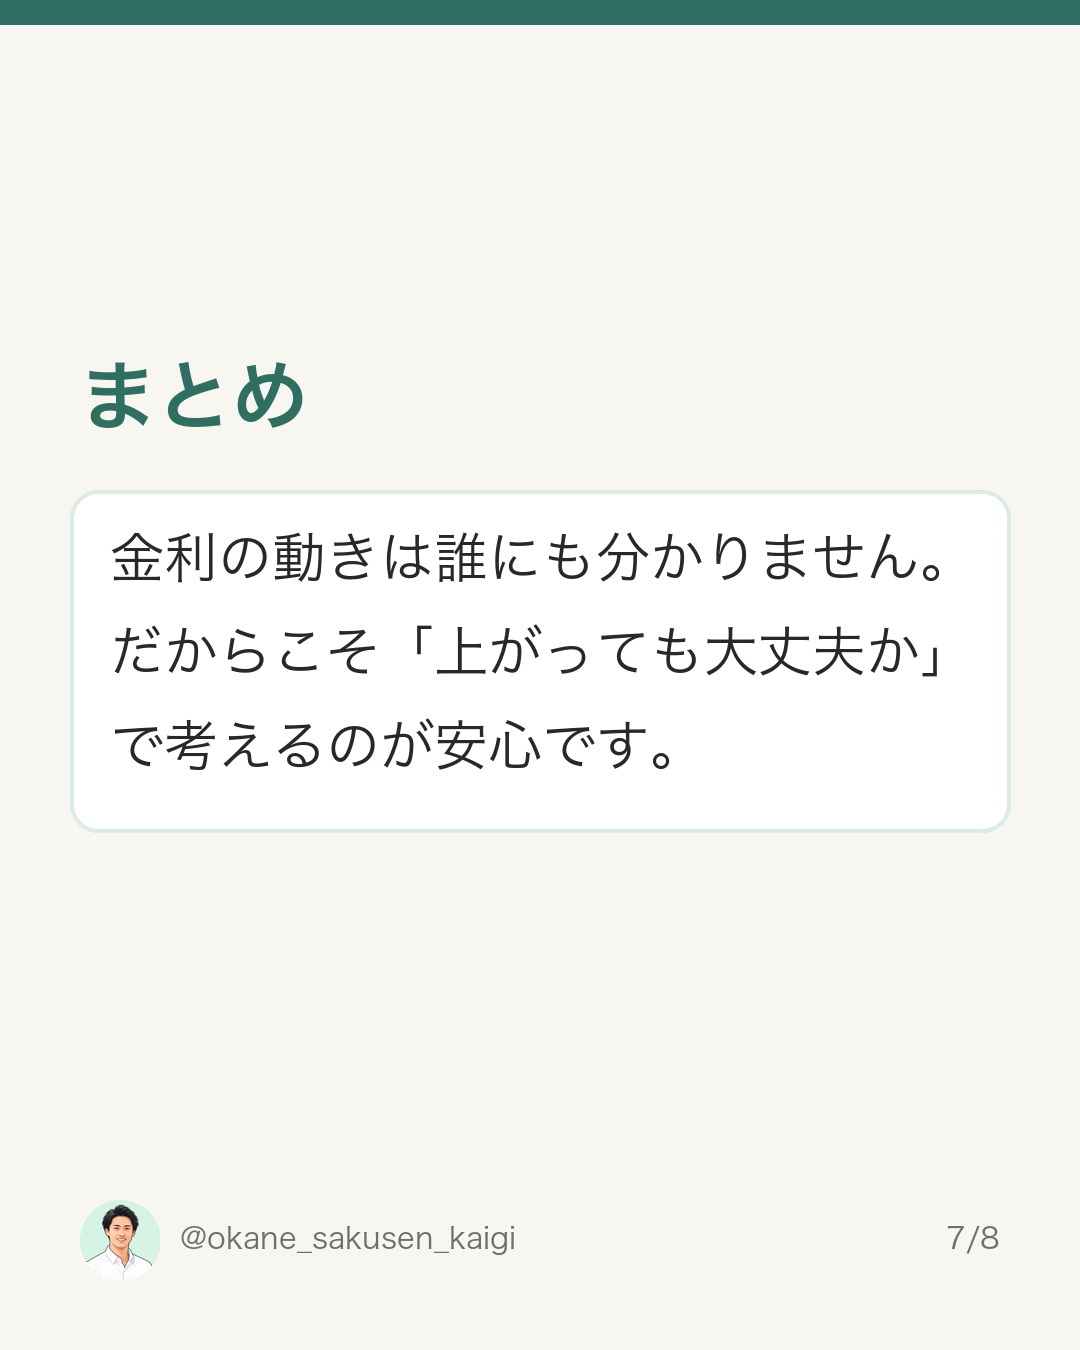 まとめ
金利の動きは誰にも分かりません。
だからこそ「上がっても大丈夫か」
で考えるのが安心です。
@okane_sakusen_kaigi
7/8